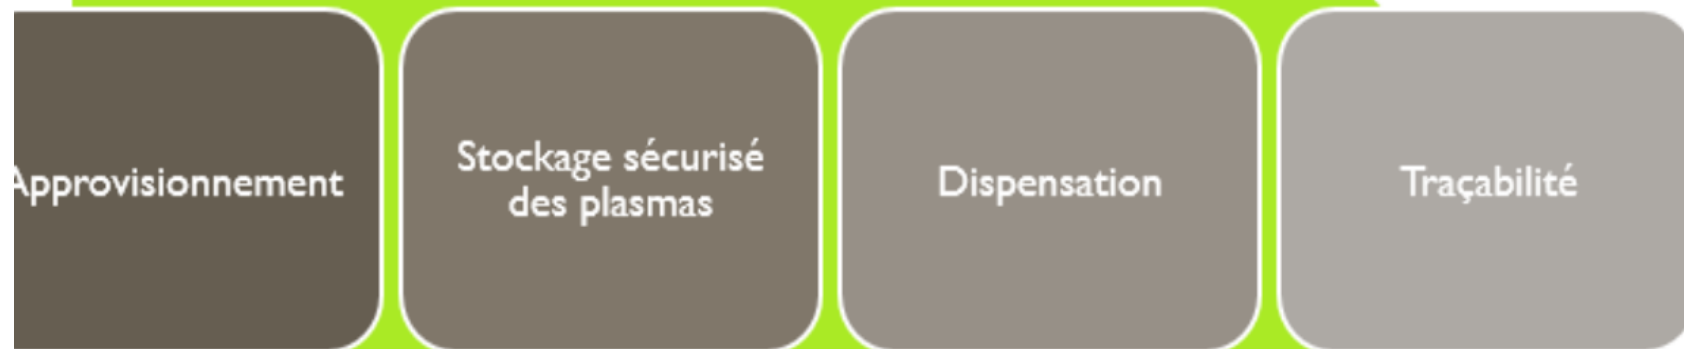 Approvisionnement
Stockage sécurisé
des plasmas
Dispensation
Traçabilité